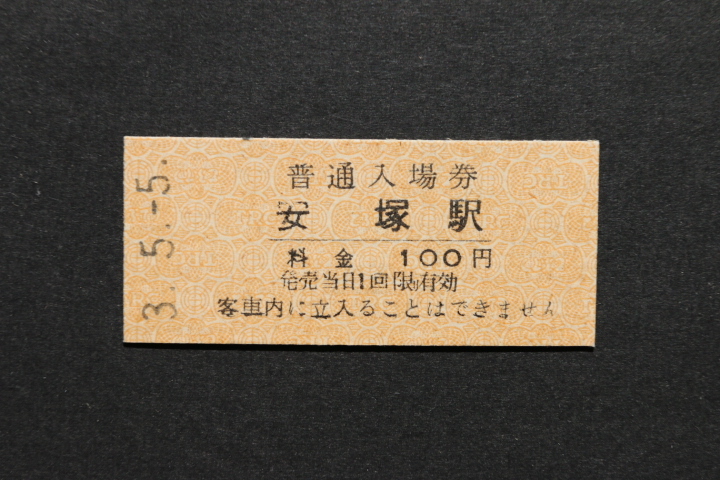 普通入場券
安塚駅
料金 100円
発売当日1回限り有効
客車内に立入ることはできません
3. 5. -5.